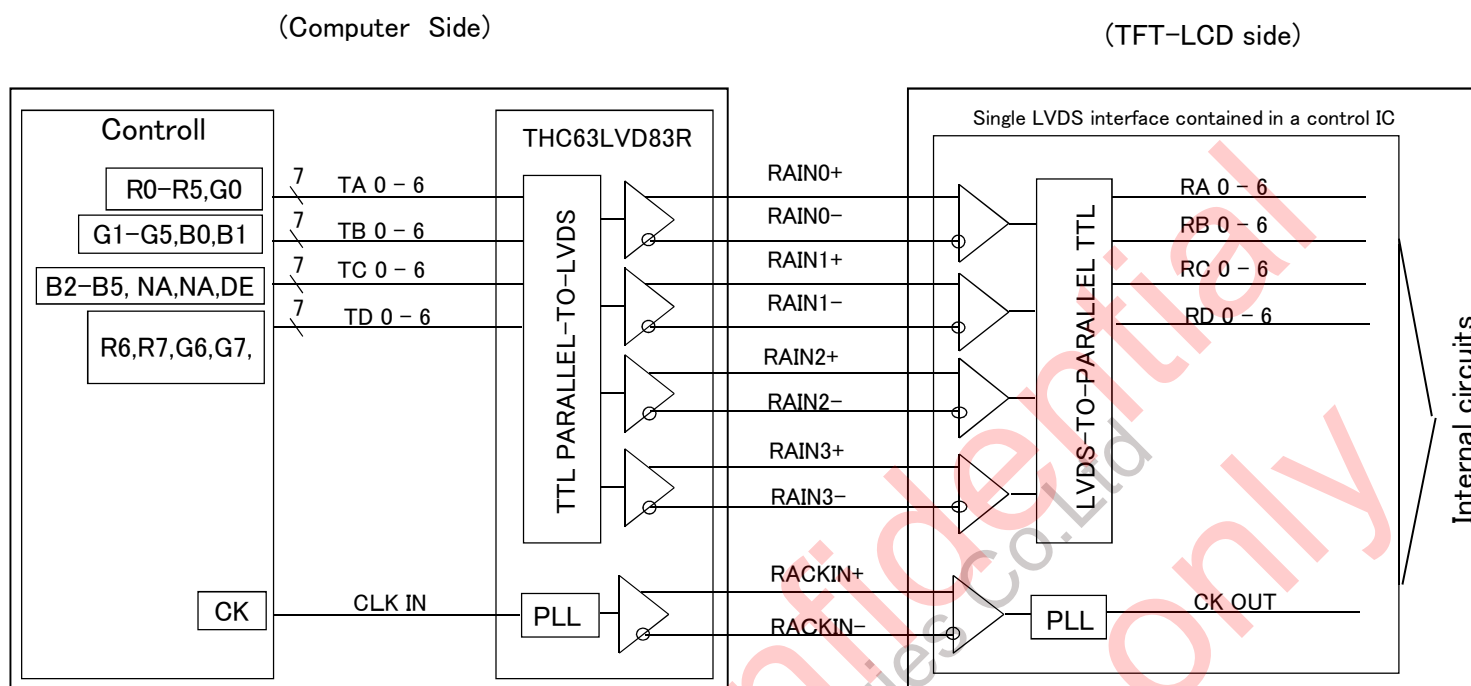 (Computer Side)
(TFT-LCD side)
Controll
THC63LVD83R
Single LVDS interface contained in a control IC
R0-R5,G0
7
TA 0 - 6
RAIN0+
RA 0 - 6
G1-G5,B0,B1
7
TB 0 - 6
RAIN0-
RB 0 - 6
B2-B5, NA,NA,DE
7
TC 0 - 6
RAIN1+
RC 0 - 6
R6,R7,G6,G7,
7
TD 0 - 6
RAIN1-
RD 0 - 6
RAIN2+
RAIN2-
RAIN3+
RAIN3-
TTL PARALLEL-TO-LVDS
LVDS-TO-PARALLEL TTL
Internal circuits
CK
CLK IN
PLL
RACKIN+
RACKIN-
PLL
CK OUT
nfidential
only
ies Co.Ltd